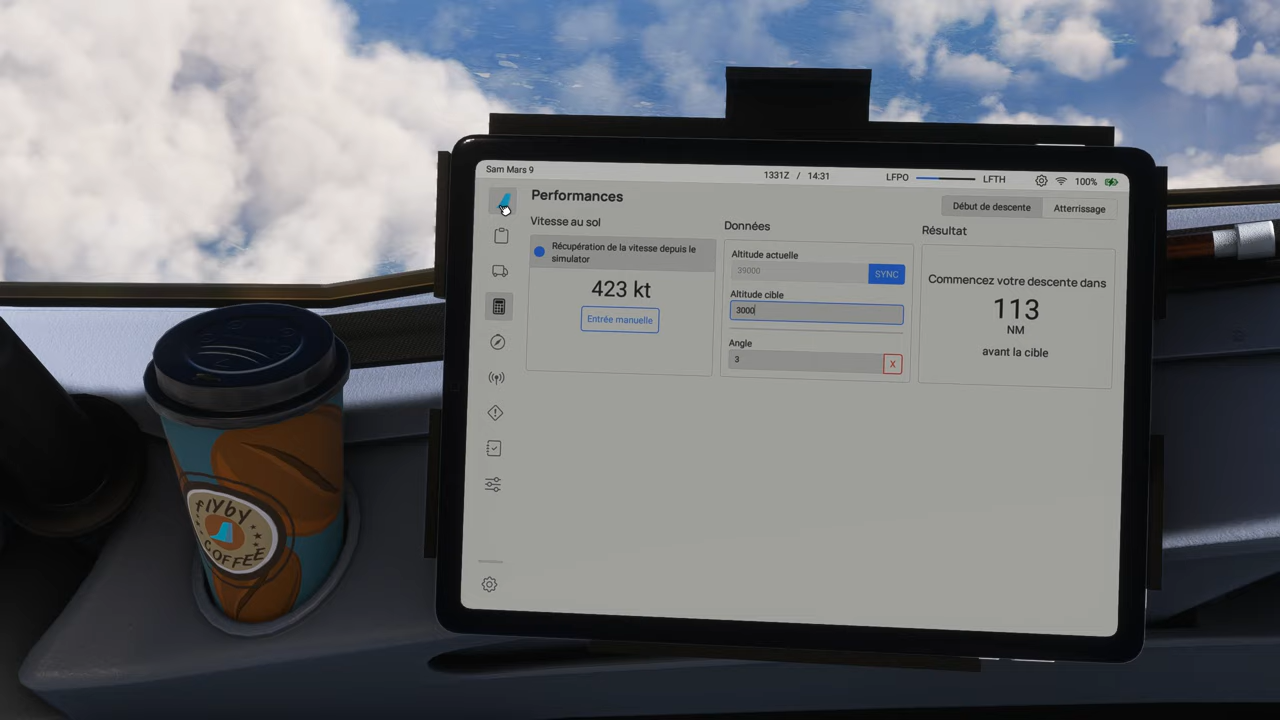 Sam Mars 9
1331Z / 14:31
LFPO
LFTH
100%
Performances
Début de descente
Atterrissage
Vitesse au sol
Récupération de la vitesse depuis le
simulator
423 kt
Entrée manuelle
Données
Altitude actuelle
39000
SYNC
Altitude cible
3000
Angle
3
X
Résultat
Commencez votre descente dans
113
NM
avant la cible
flyby
COFFEE